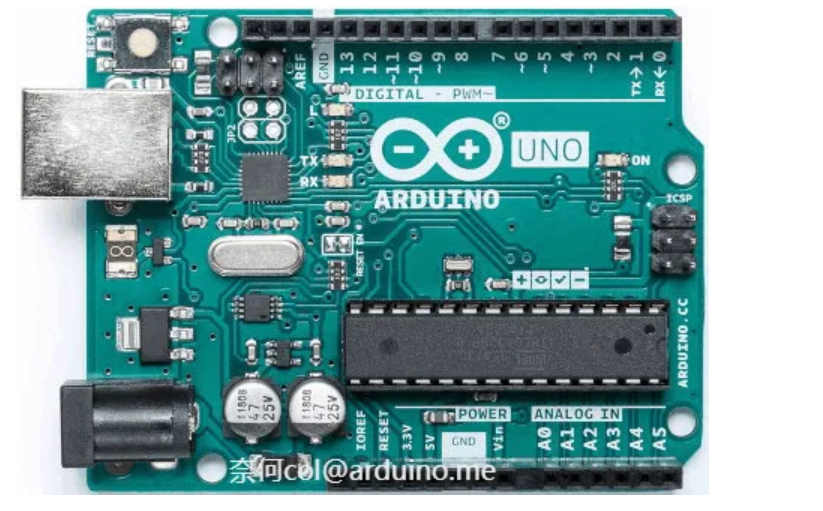 RESET
AREF
GND
13
12
~11
~10
~9
8
7
~6
~5
4
~3
2
TX→1
RX←0
DIGITAL - PWM~
JP2
L
TX
RX
®
UNO
ARDUINO
ON
ICSP
RESET EN
8
ARDUINO.CC
1180B
47
25V
1180B
47
25V
POWER
ANALOG IN
IOREF
RESET
3.3V
5V
GND
Vin
A0
A1
A2
A3
A4
A5
奈何col@arduino.me